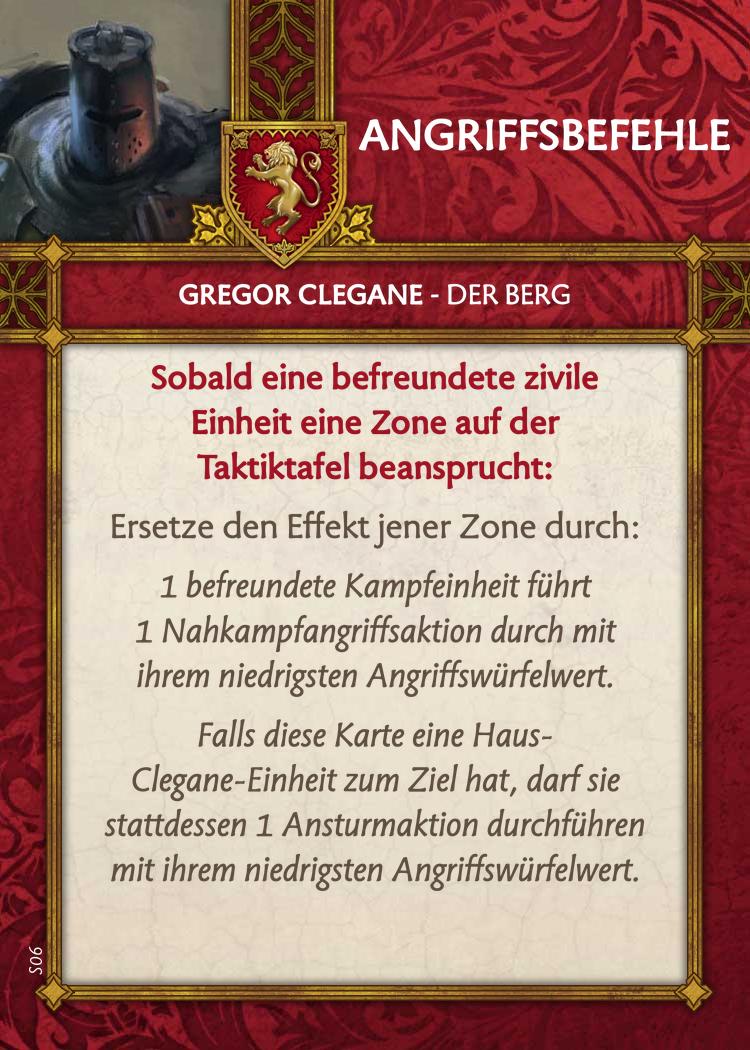 ANGRIFFSBEFEHLE
GREGOR CLEGANE - DER BERG
Sobald eine befreundete zivile
Einheit eine Zone auf der
Taktiktafel beansprucht:
Ersetze den Effekt jener Zone durch:
1 befreundete Kampfeinheit führt
1 Nahkampfangriffsaktion durch mit
ihrem niedrigsten Angriffswürfelwert.
Falls diese Karte eine Haus-
Clegane-Einheit zum Ziel hat, darf sie
stattdessen 1 Ansturmaktion durchführen
mit ihrem niedrigsten Angriffswürfelwert.
S06